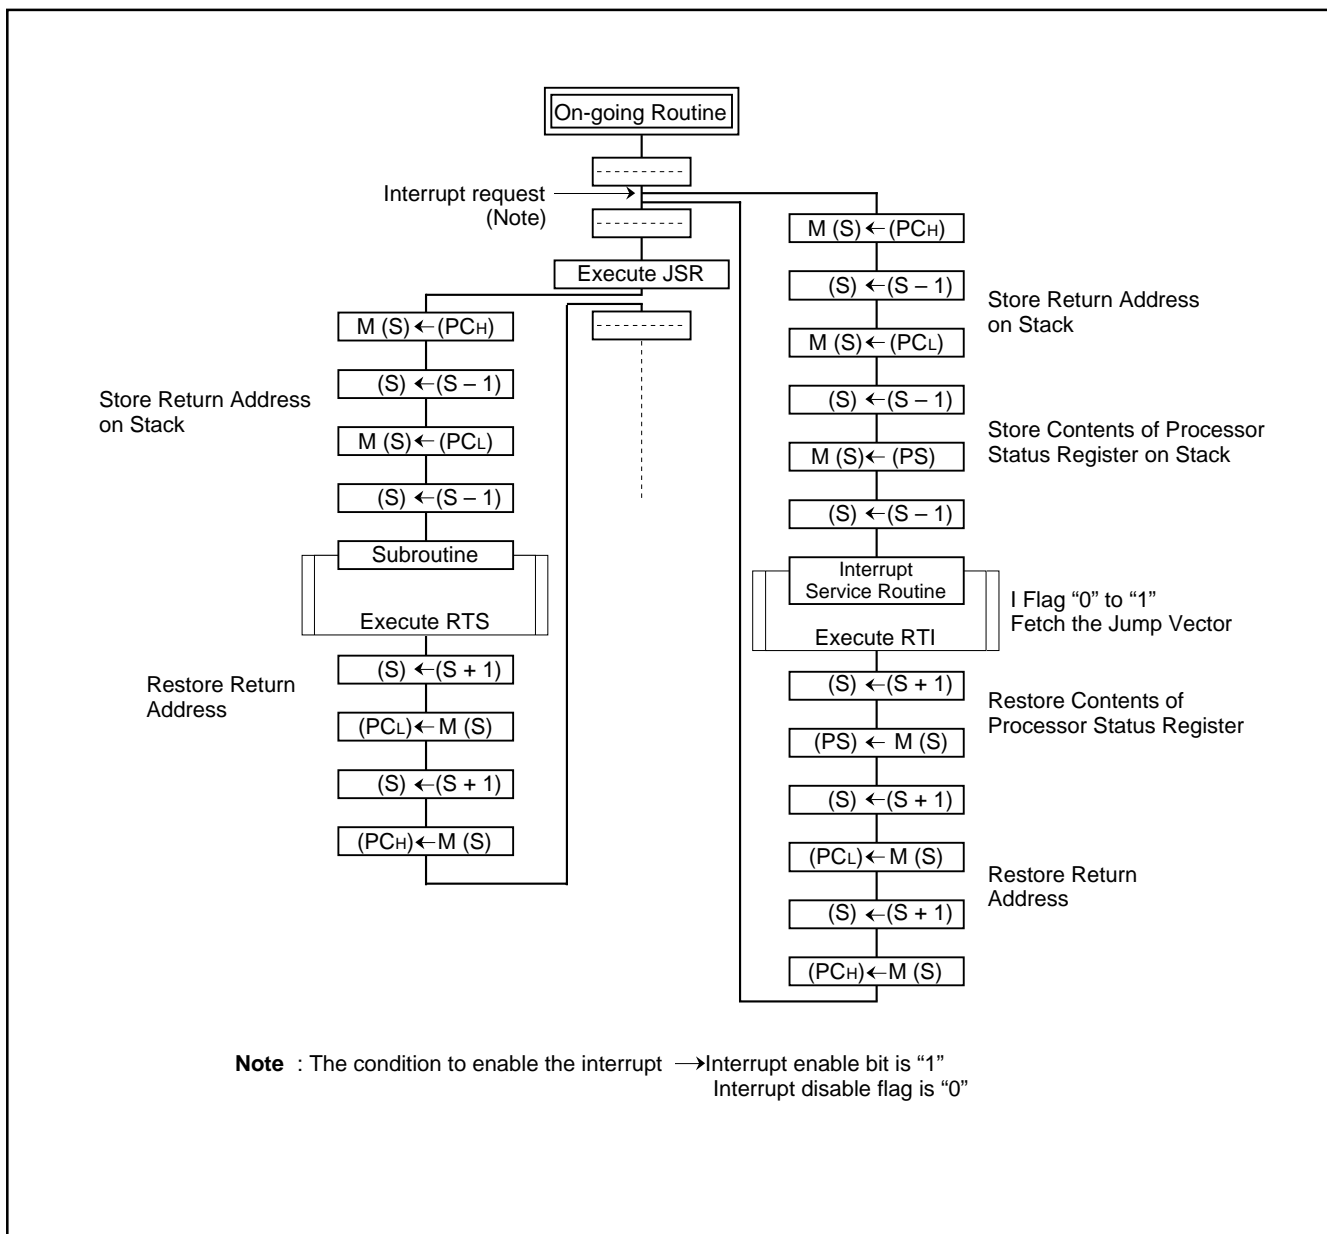 On-going Routine
Interrupt request
(Note)
Execute JSR
M (S) ← (PCH)
(S) ← (S – 1)
M (S) ← (PCL)
(S) ← (S – 1)
Store Return Address
on Stack
Subroutine
Execute RTS
(S) ← (S + 1)
(PCL) ← M (S)
(S) ← (S + 1)
(PCH) ← M (S)
Restore Return
Address
M (S) ← (PCH)
(S) ← (S – 1)
M (S) ← (PCL)
(S) ← (S – 1)
M (S) ← (PS)
(S) ← (S – 1)
Store Return Address
on Stack
Store Contents of Processor
Status Register on Stack
Interrupt
Service Routine
Execute RTI
I Flag “0” to “1”
Fetch the Jump Vector
(S) ← (S + 1)
(PS) ← M (S)
(S) ← (S + 1)
(PCL) ← M (S)
(S) ← (S + 1)
(PCH) ← M (S)
Restore Contents of
Processor Status Register
Restore Return
Address
Note : The condition to enable the interrupt → Interrupt enable bit is “1”
Interrupt disable flag is “0”